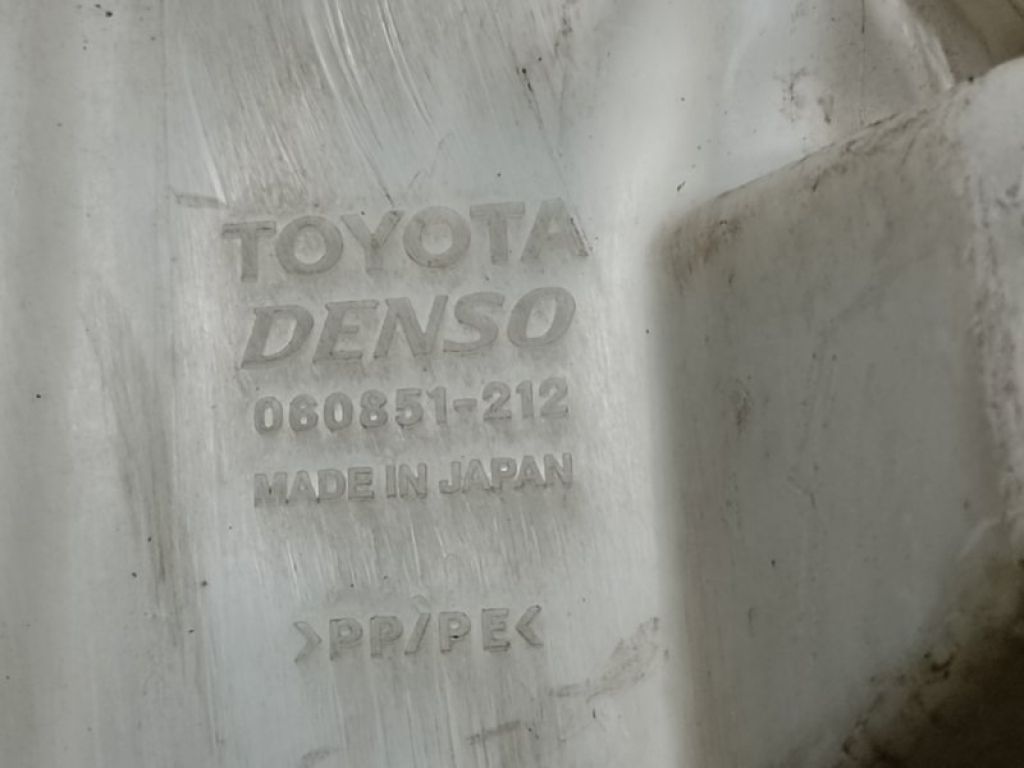 TOYOTA
DENSO
060851-212
MADE IN JAPAN
>PP/PE<